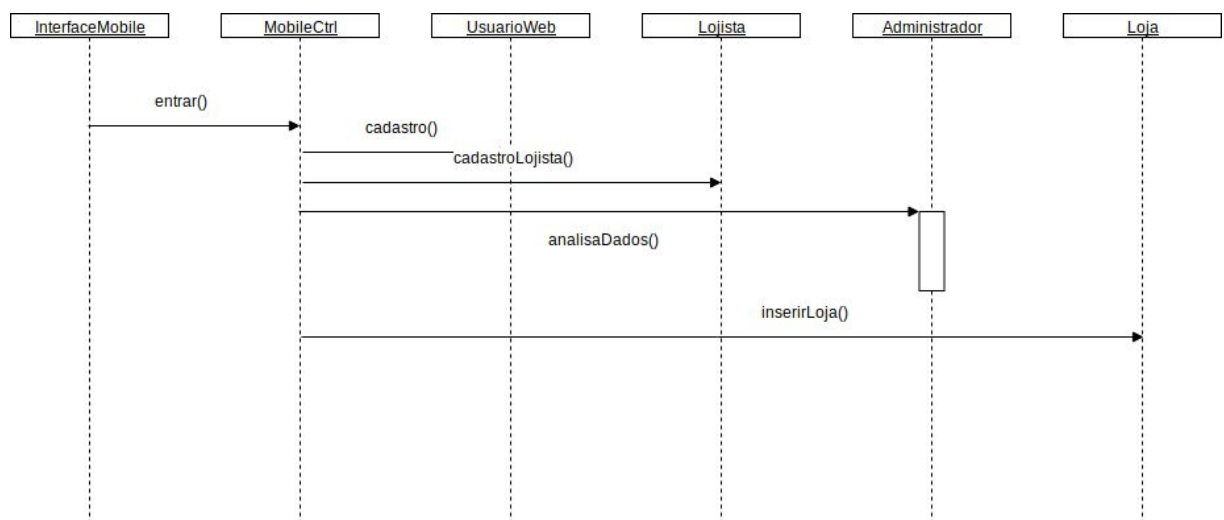 InterfaceMobile
MobileCtrl
UsuarioWeb
Lojista
Administrador
Loja
entrar()
cadastro()
cadastroLojista()
analisaDados()
inserirLoja()